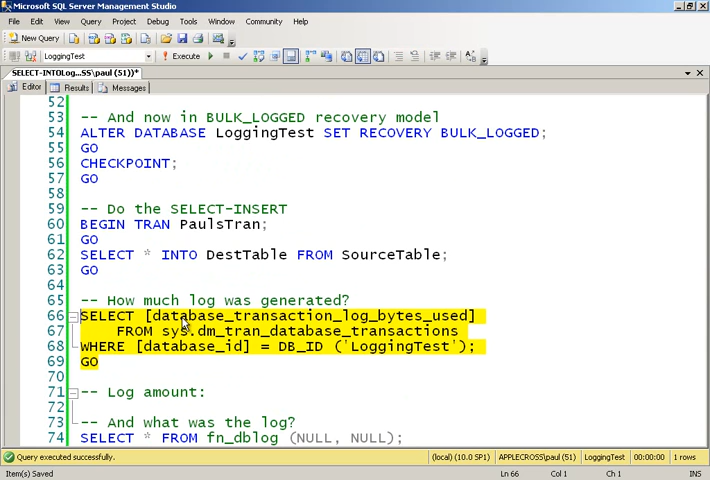 Microsoft SQL Server Management Studio
File Edit View Query Project Debug Tools Window Community Help
New Query
LoggingTest Execute
SELECT-INTOLog...SS\paul (51))*
Editor Results Messages
52
53 -- And now in BULK_LOGGED recovery model
54 ALTER DATABASE LoggingTest SET RECOVERY BULK_LOGGED;
55 GO
56 CHECKPOINT;
57 GO
58
59 -- Do the SELECT-INSERT
60 BEGIN TRAN PaulsTran;
61 GO
62 SELECT * INTO DestTable FROM SourceTable;
63 GO
64
65 -- How much log was generated?
66 SELECT [database_transaction_log_bytes_used]
67 FROM sys.dm_tran_database_transactions
68 WHERE [database_id] = DB_ID ('LoggingTest');
69 GO
70
71 -- Log amount:
72
73 -- And what was the log?
74 SELECT * FROM fn_dblog (NULL, NULL);
Query executed successfully. (local) (10.0 SP1) APPLECROSS\paul (51) LoggingTest 00:00:00 1 rows
Item(s) Saved Ln 66 Col 1 Ch 1 INS